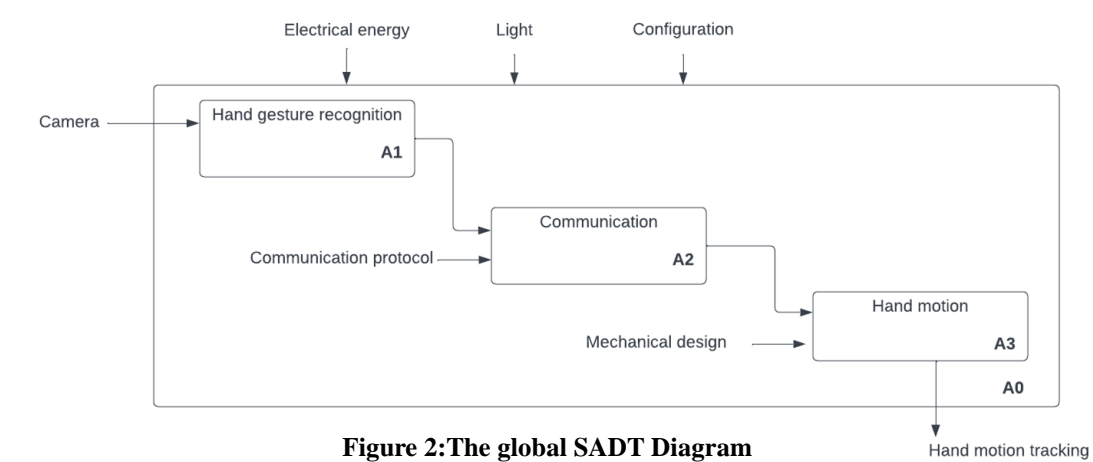 Electrical energy
Light
Configuration
Camera
Hand gesture recognition
A1
Communication
Communication protocol
A2
Hand motion
Mechanical design
A3
A0
Figure 2:The global SADT Diagram
Hand motion tracking